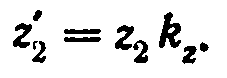 z′₂ = z₂ k_z.